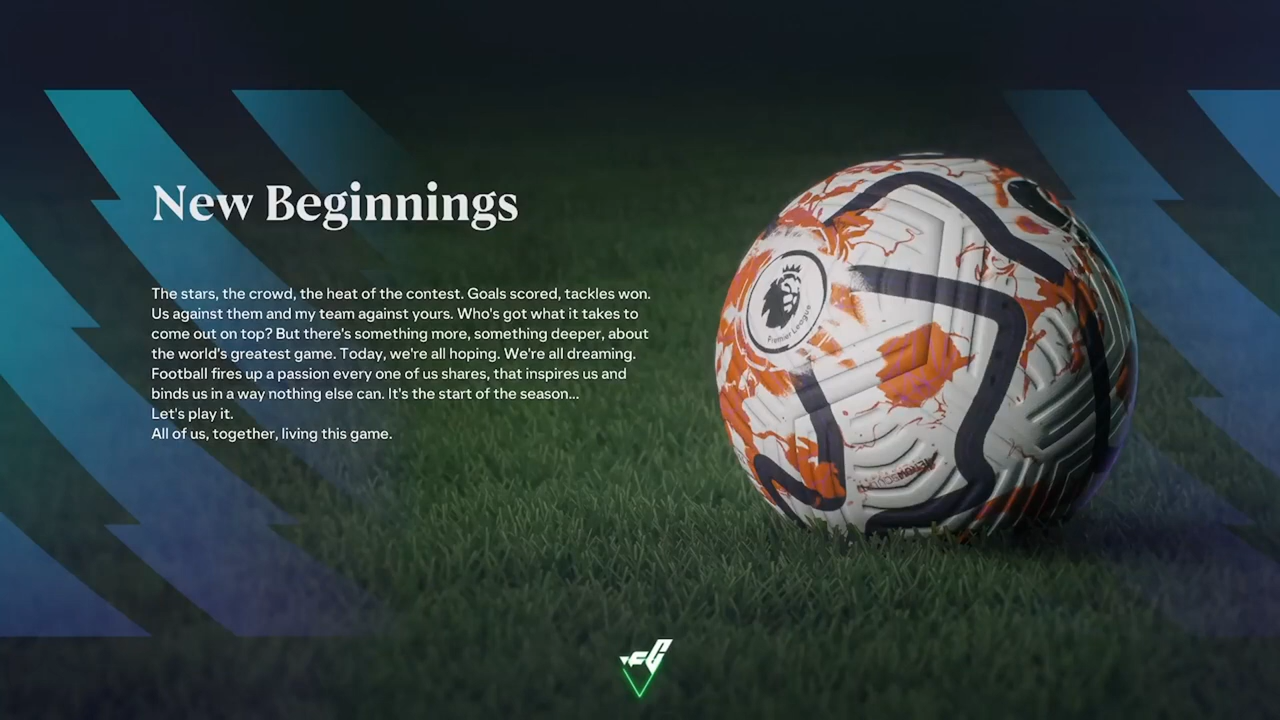 New Beginnings
The stars, the crowd, the heat of the contest. Goals scored, tackles won.
Us against them and my team against yours. Who's got what it takes to
come out on top? But there's something more, something deeper, about
the world's greatest game. Today, we're all hoping. We're all dreaming.
Football fires up a passion every one of us shares, that inspires us and
binds us in a way nothing else can. It's the start of the season...
Let's play it.
All of us, together, living this game.
Premier League
FC